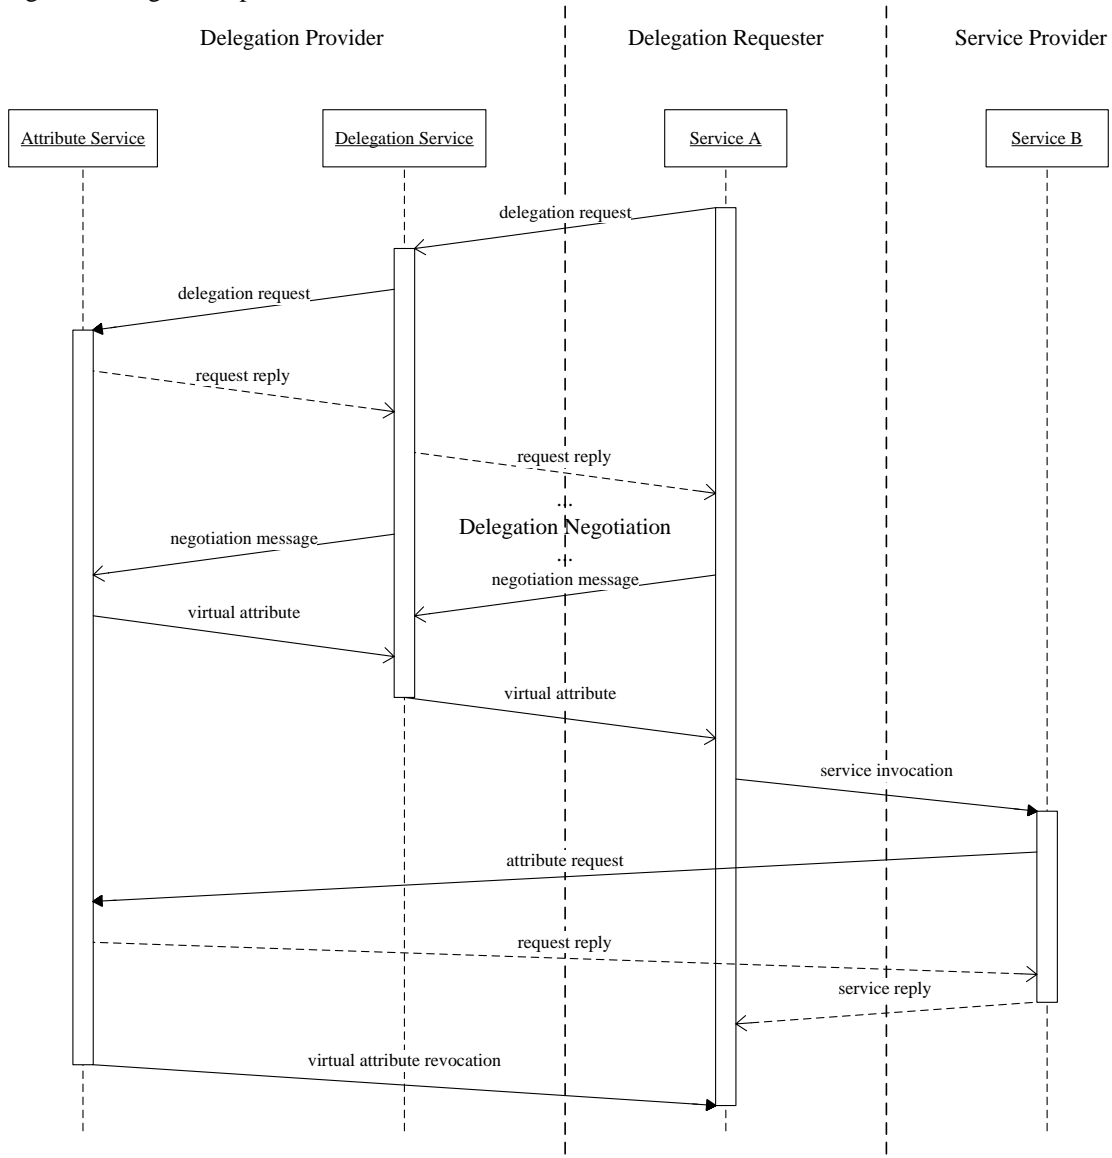 Delegation Provider
Delegation Requester
Service Provider
Attribute Service
Delegation Service
Service A
Service B
delegation request
delegation request
request reply
request reply
...
Delegation Negotiation
negotiation message
...
negotiation message
virtual attribute
virtual attribute
service invocation
attribute request
request reply
service reply
virtual attribute revocation